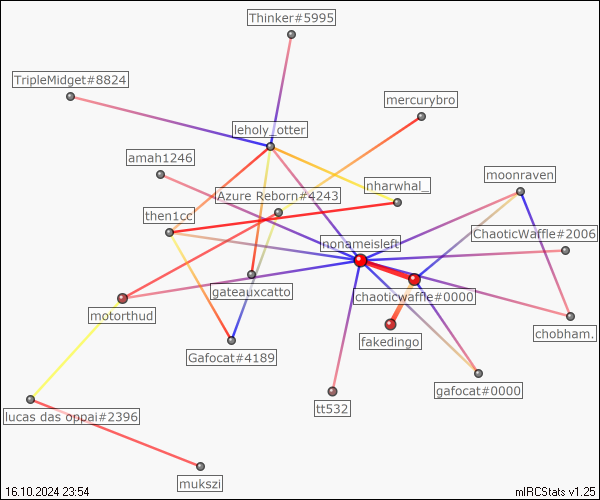 Thinker#5995
TripleMidget#8824
mercurybro
leholy_otter
amah1246
moonraven
nharwhal_
Azure Reborn#4243
then1cc
ChaoticWaffle#2006
nonameisleft
gateauxcatto
chaoticwaffle#0000
motorthud
chobham.
fakedingo
Gafocat#4189
gafocat#0000
tt532
lucas das oppai#2396
mukszi
16.10.2024 23:54
mIRCStats v1.25